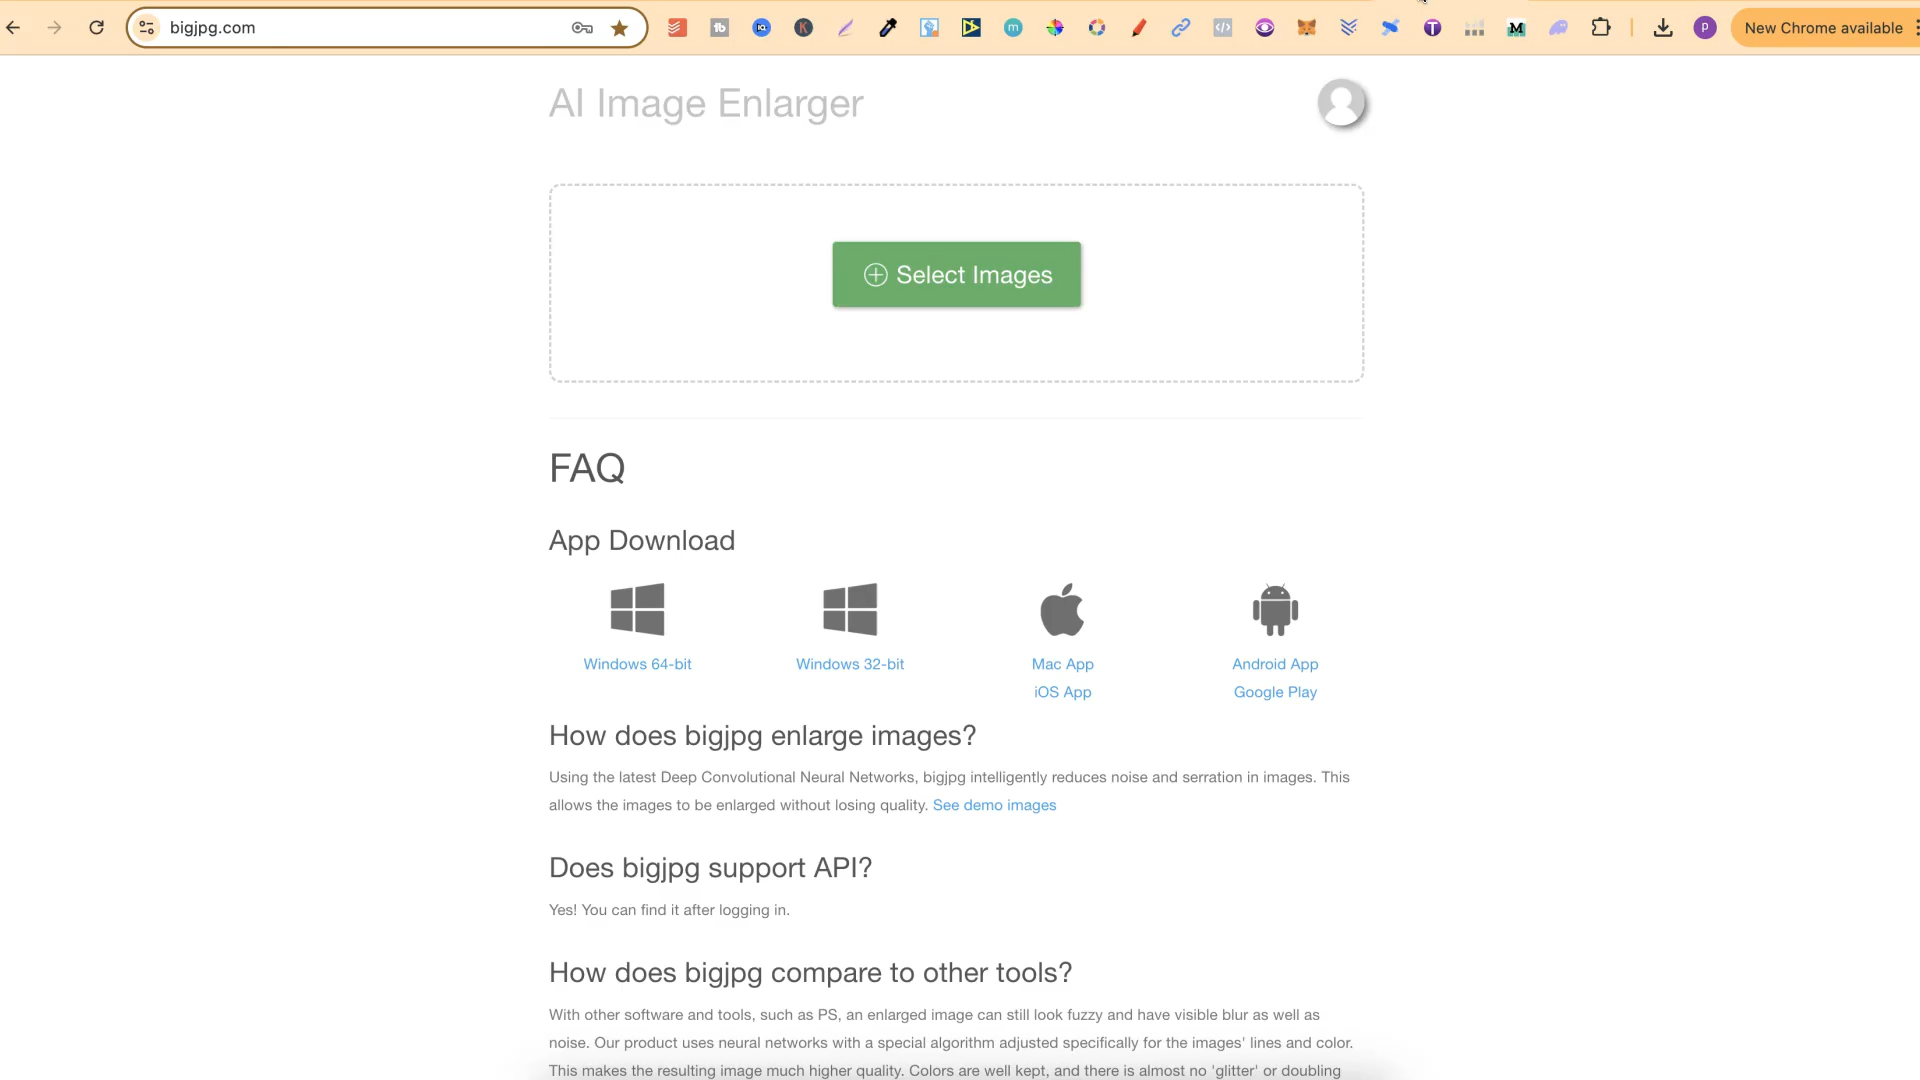 bigjpg.com
New Chrome available
AI Image Enlarger
Select Images
FAQ
App Download
Windows 64-bit
Windows 32-bit
Mac App
iOS App
Android App
Google Play
How does bigjpg enlarge images?
Using the latest Deep Convolutional Neural Networks, bigjpg intelligently reduces noise and serration in images. This
allows the images to be enlarged without losing quality. See demo images
Does bigjpg support API?
Yes! You can find it after logging in.
How does bigjpg compare to other tools?
With other software and tools, such as PS, an enlarged image can still look fuzzy and have visible blur as well as
noise. Our product uses neural networks with a special algorithm adjusted specifically for the images' lines and color.
This makes the resulting image much higher quality. Colors are well kept, and there is almost no 'glitter' or doubling